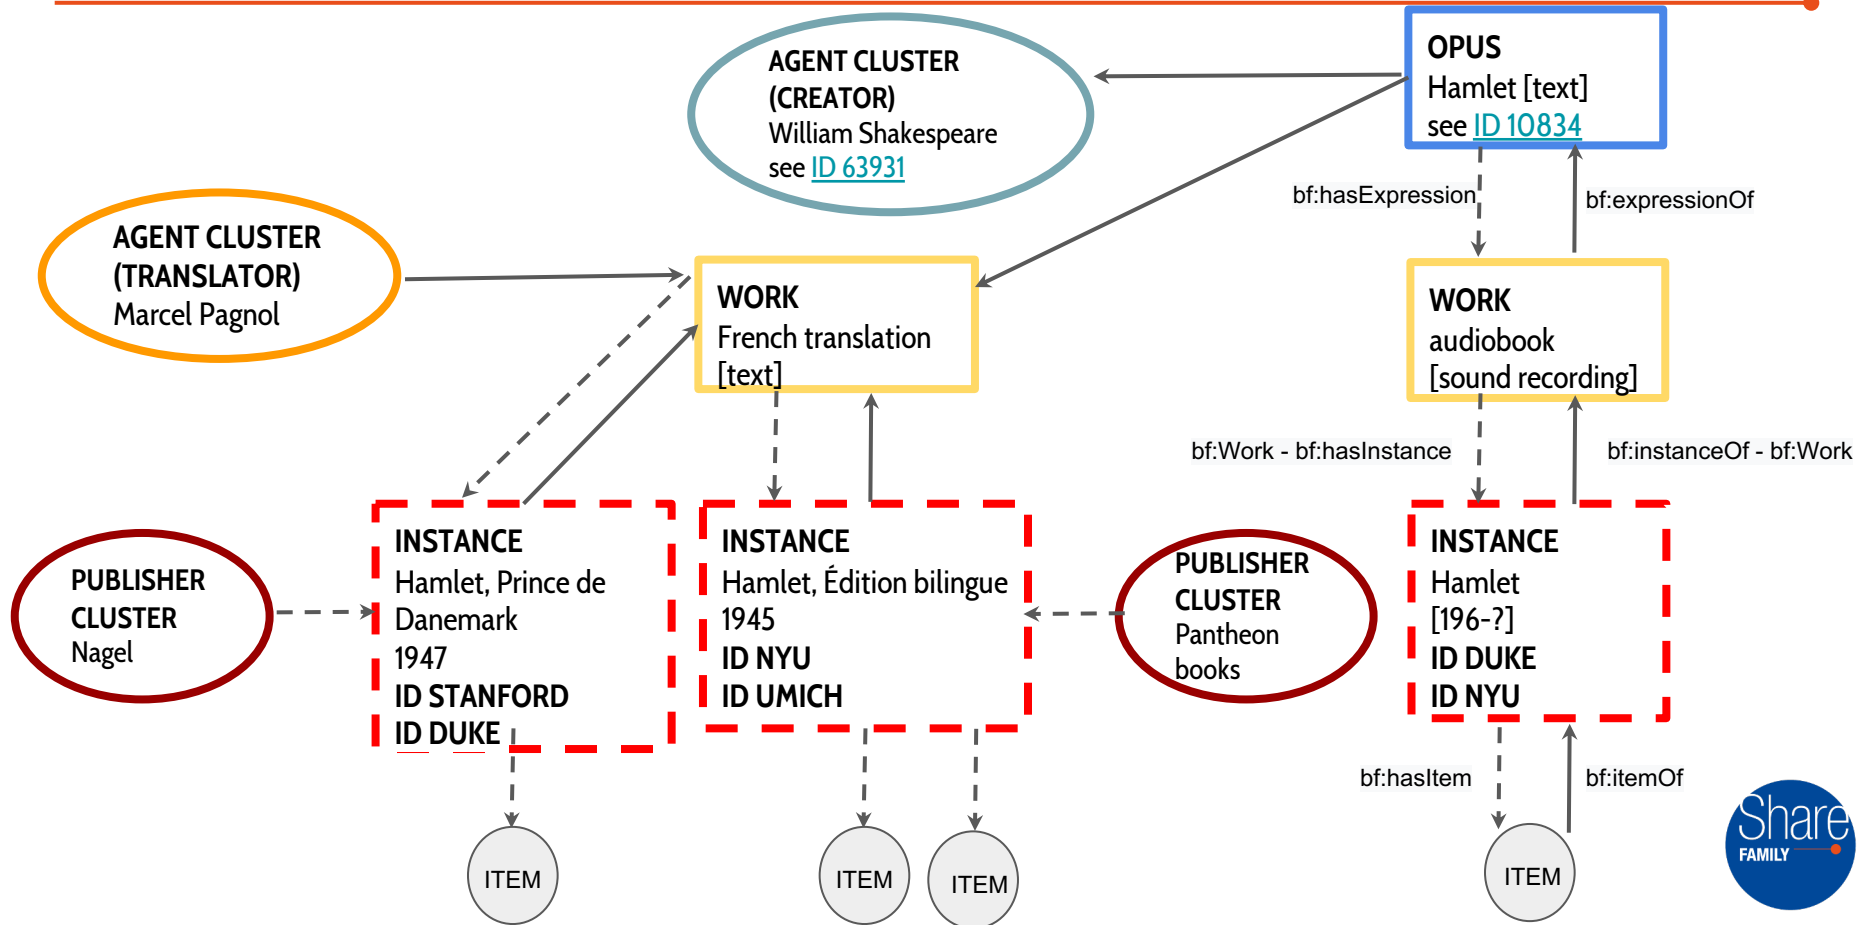 AGENT CLUSTER
(CREATOR)
William Shakespeare
see ID 63931
OPUS
Hamlet [text]
see ID 10834
bf:hasExpression
bf:expressionOf
AGENT CLUSTER
(TRANSLATOR)
Marcel Pagnol
WORK
French translation
[text]
WORK
audiobook
[sound recording]
bf:Work - bf:hasInstance
bf:instanceOf - bf:Work
PUBLISHER
CLUSTER
Nagel
INSTANCE
Hamlet, Prince de
Danemark
1947
ID STANFORD
ID DUKE
INSTANCE
Hamlet, Édition bilingue
1945
ID NYU
ID UMICH
PUBLISHER
CLUSTER
Pantheon
books
INSTANCE
Hamlet
[196-?]
ID DUKE
ID NYU
bf:hasItem
bf:itemOf
ITEM
ITEM
ITEM
ITEM
Share
FAMILY